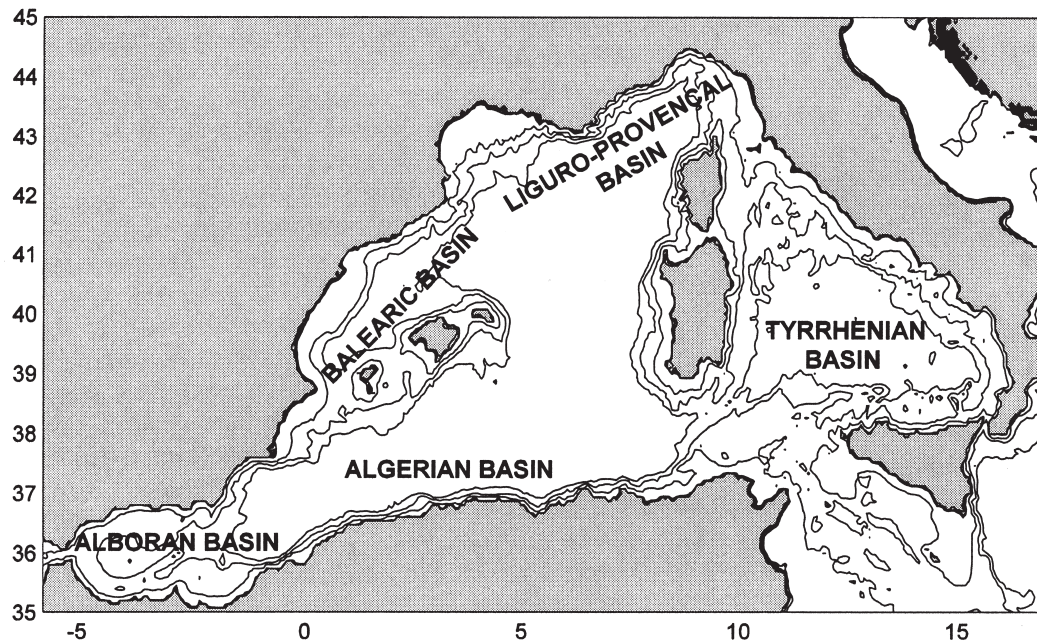 45
44
43
42
41
40
39
38
37
36
35
LIGURO-PROVENÇAL
BASIN
BALEARIC BASIN
TYRRHENIAN
BASIN
ALGERIAN BASIN
ALBORAN BASIN
-5
0
5
10
15